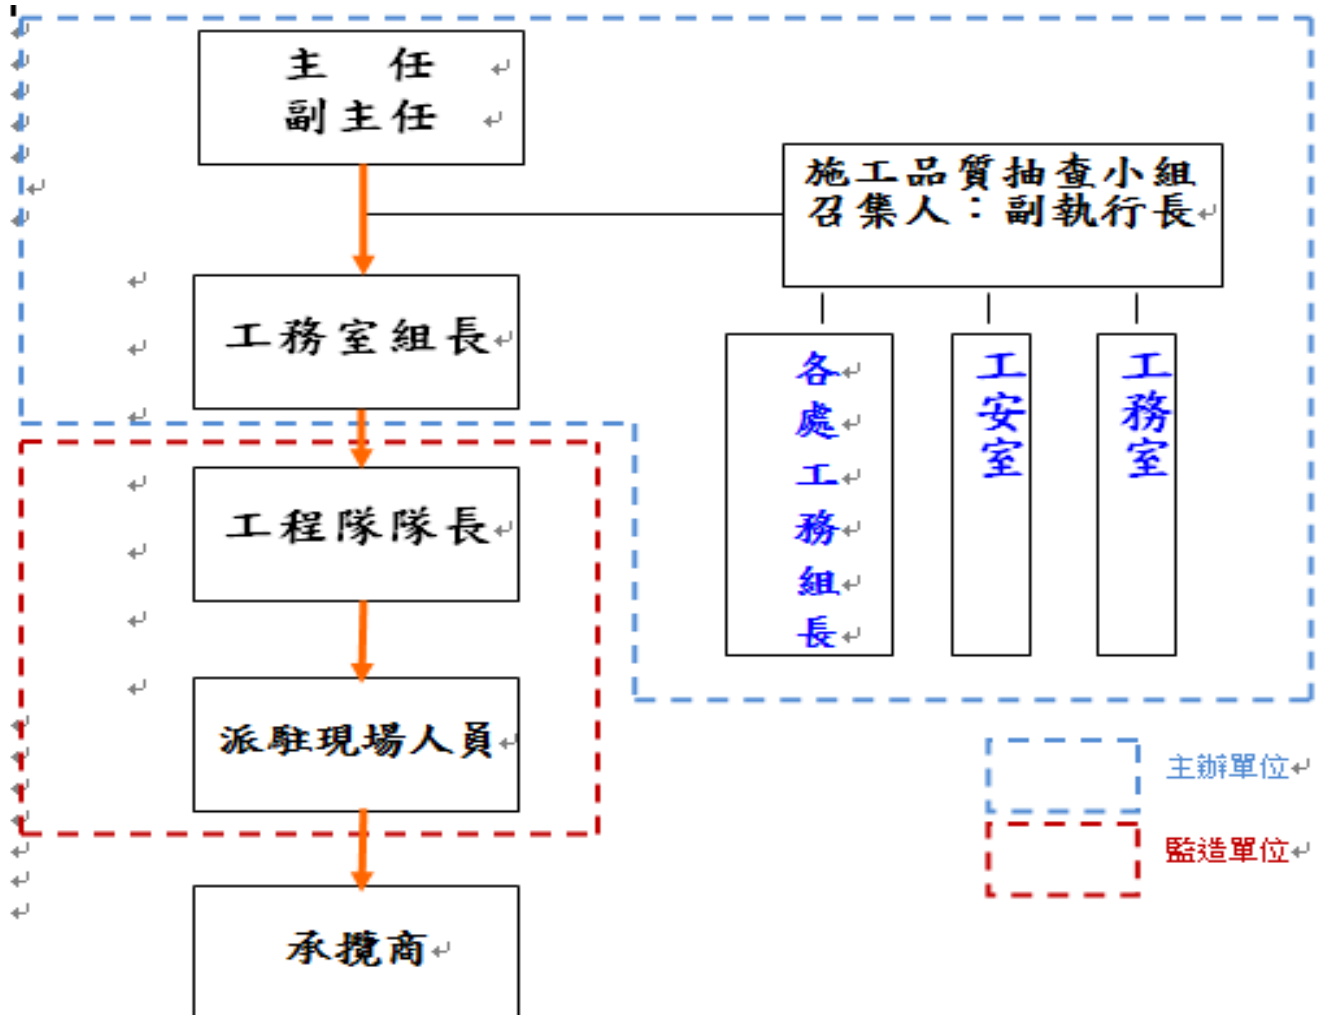 主 任
副主任
施工品質抽查小組
召集人：副執行長
工務室組長
各處工務組長
工安室
工務室
工程隊隊長
派駐現場人員
承攬商
主辦單位
監造單位